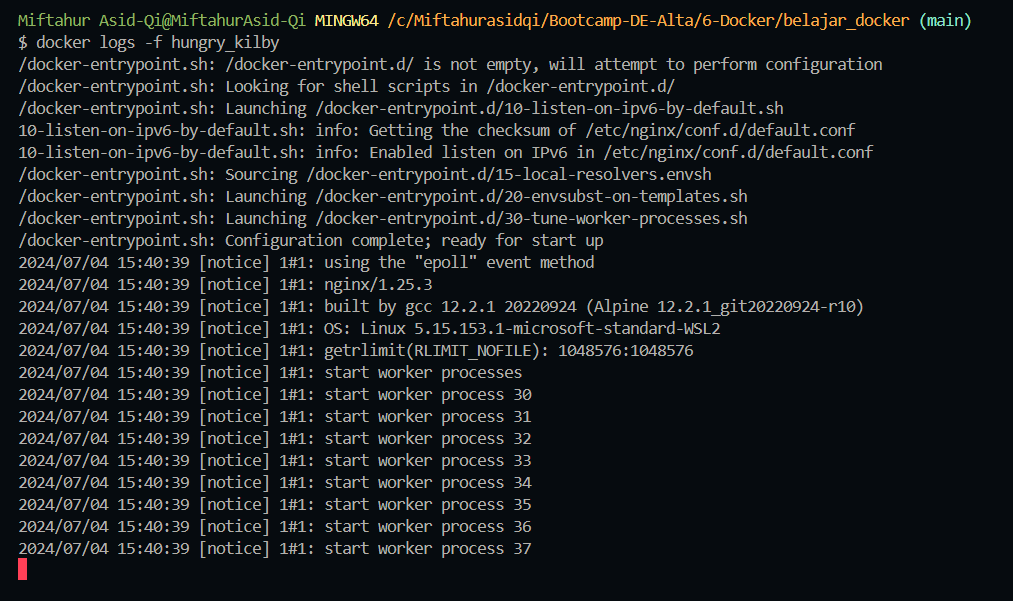 Miftahur Asid-Qi@MiftahurAsid-Qi MINGW64 /c/Miftahurasidqi/Bootcamp-DE-Alta/6-Docker/belajar_docker (main)
$ docker logs -f hungry_kilby
/docker-entrypoint.sh: /docker-entrypoint.d/ is not empty, will attempt to perform configuration
/docker-entrypoint.sh: Looking for shell scripts in /docker-entrypoint.d/
/docker-entrypoint.sh: Launching /docker-entrypoint.d/10-listen-on-ipv6-by-default.sh
10-listen-on-ipv6-by-default.sh: info: Getting the checksum of /etc/nginx/conf.d/default.conf
10-listen-on-ipv6-by-default.sh: info: Enabled listen on IPv6 in /etc/nginx/conf.d/default.conf
/docker-entrypoint.sh: Sourcing /docker-entrypoint.d/15-local-resolvers.envsh
/docker-entrypoint.sh: Launching /docker-entrypoint.d/20-envsubst-on-templates.sh
/docker-entrypoint.sh: Launching /docker-entrypoint.d/30-tune-worker-processes.sh
/docker-entrypoint.sh: Configuration complete; ready for start up
2024/07/04 15:40:39 [notice] 1#1: using the "epoll" event method
2024/07/04 15:40:39 [notice] 1#1: nginx/1.25.3
2024/07/04 15:40:39 [notice] 1#1: built by gcc 12.2.1 20220924 (Alpine 12.2.1_git20220924-r10)
2024/07/04 15:40:39 [notice] 1#1: OS: Linux 5.15.153.1-microsoft-standard-WSL2
2024/07/04 15:40:39 [notice] 1#1: getrlimit(RLIMIT_NOFILE): 1048576:1048576
2024/07/04 15:40:39 [notice] 1#1: start worker processes
2024/07/04 15:40:39 [notice] 1#1: start worker process 30
2024/07/04 15:40:39 [notice] 1#1: start worker process 31
2024/07/04 15:40:39 [notice] 1#1: start worker process 32
2024/07/04 15:40:39 [notice] 1#1: start worker process 33
2024/07/04 15:40:39 [notice] 1#1: start worker process 34
2024/07/04 15:40:39 [notice] 1#1: start worker process 35
2024/07/04 15:40:39 [notice] 1#1: start worker process 36
2024/07/04 15:40:39 [notice] 1#1: start worker process 37